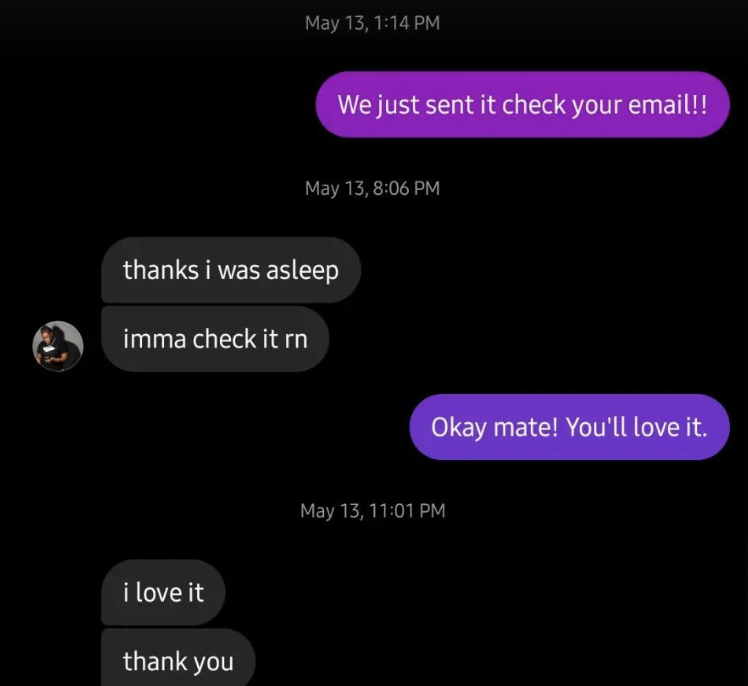 May 13, 1:14 PM
We just sent it check your email!!
May 13, 8:06 PM
thanks i was asleep
imma check it rn
Okay mate! You'll love it.
May 13, 11:01 PM
i love it
thank you